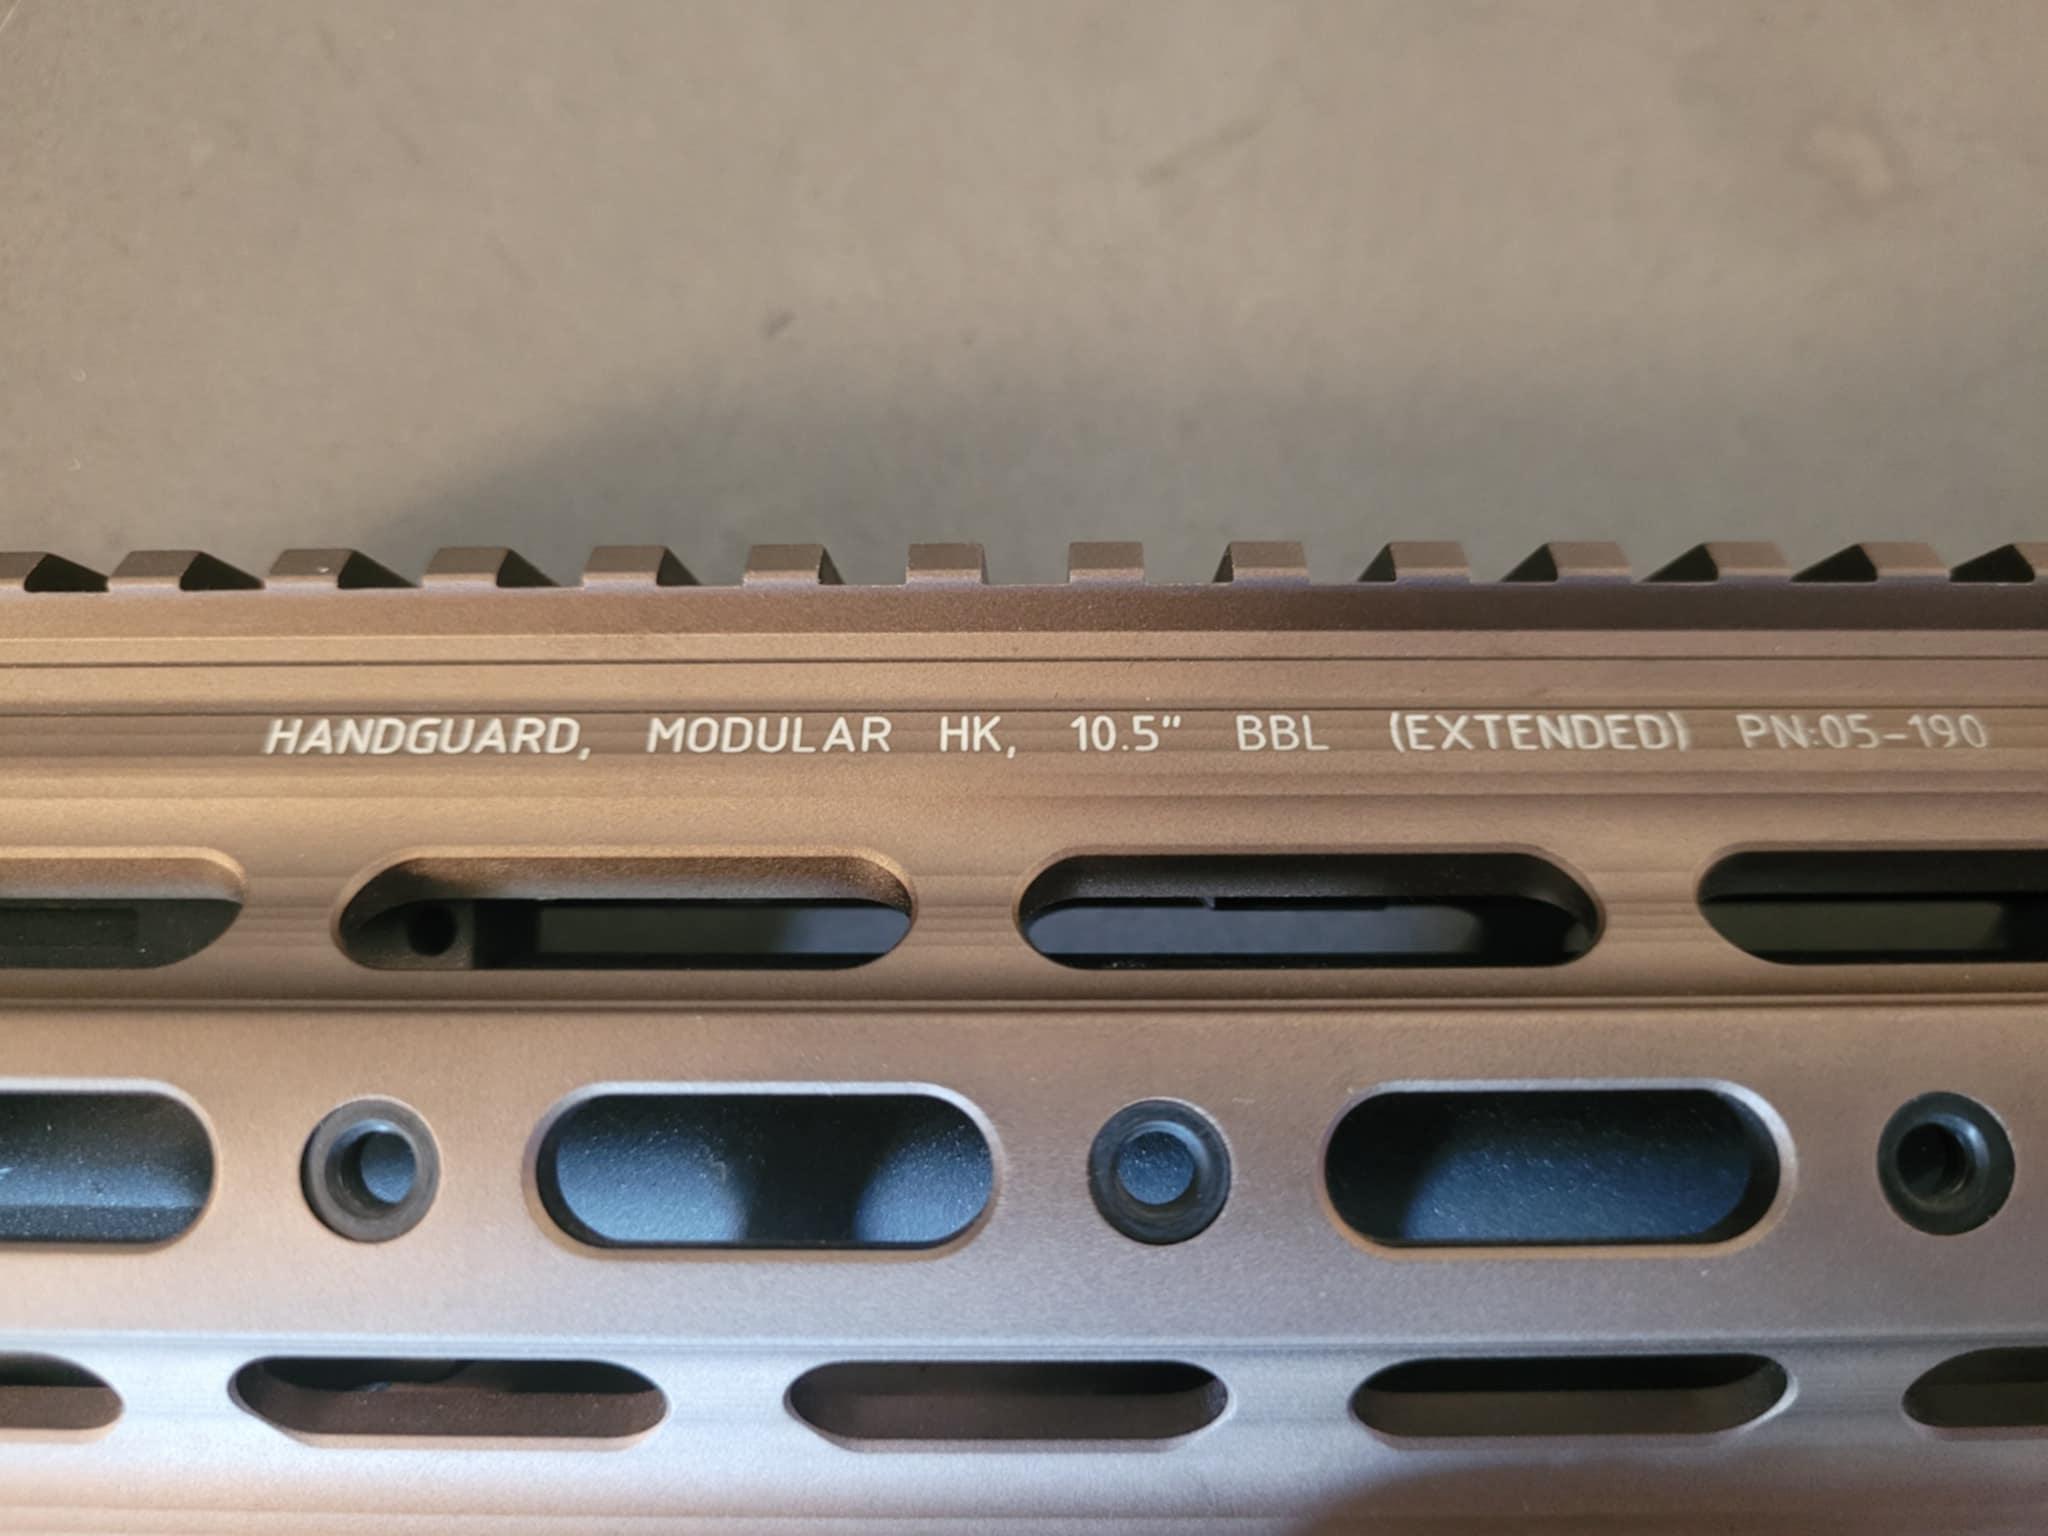 HANDGUARD, MODULAR HK, 10.5" BBL (EXTENDED) PN:05-190